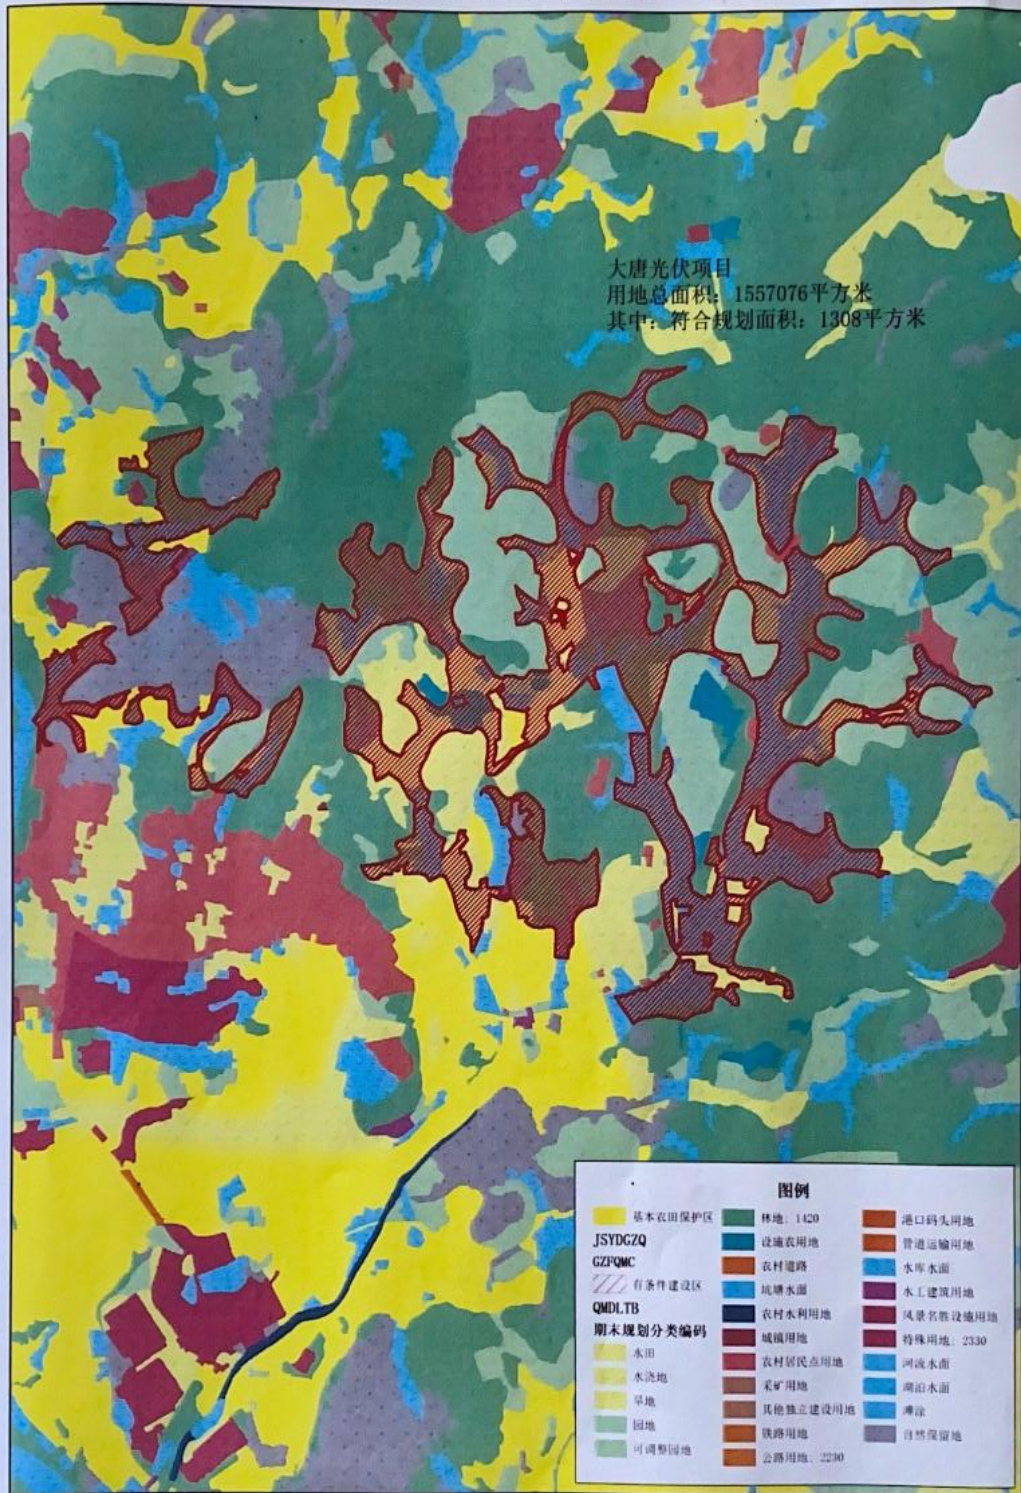 大唐光伏项目
用地总面积：1557076平方米
其中：符合规划面积：1308平方米
图例
基本农田保护区
JSYDGZQ
GZFQMC
有条件建设区
QMDLTB
期末规划分类编码
水田
水浇地
旱地
园地
可调整园地
林地：1420
设施农用地
农村道路
坑塘水面
农村水利用地
城镇用地
农村居民点用地
采矿用地
其他独立建设用地
铁路用地
公路用地：2230
港口码头用地
管道运输用地
水库水面
水工建筑用地
风景名胜设施用地
特殊用地：2330
河流水面
湖泊水面
滩涂
自然保留地